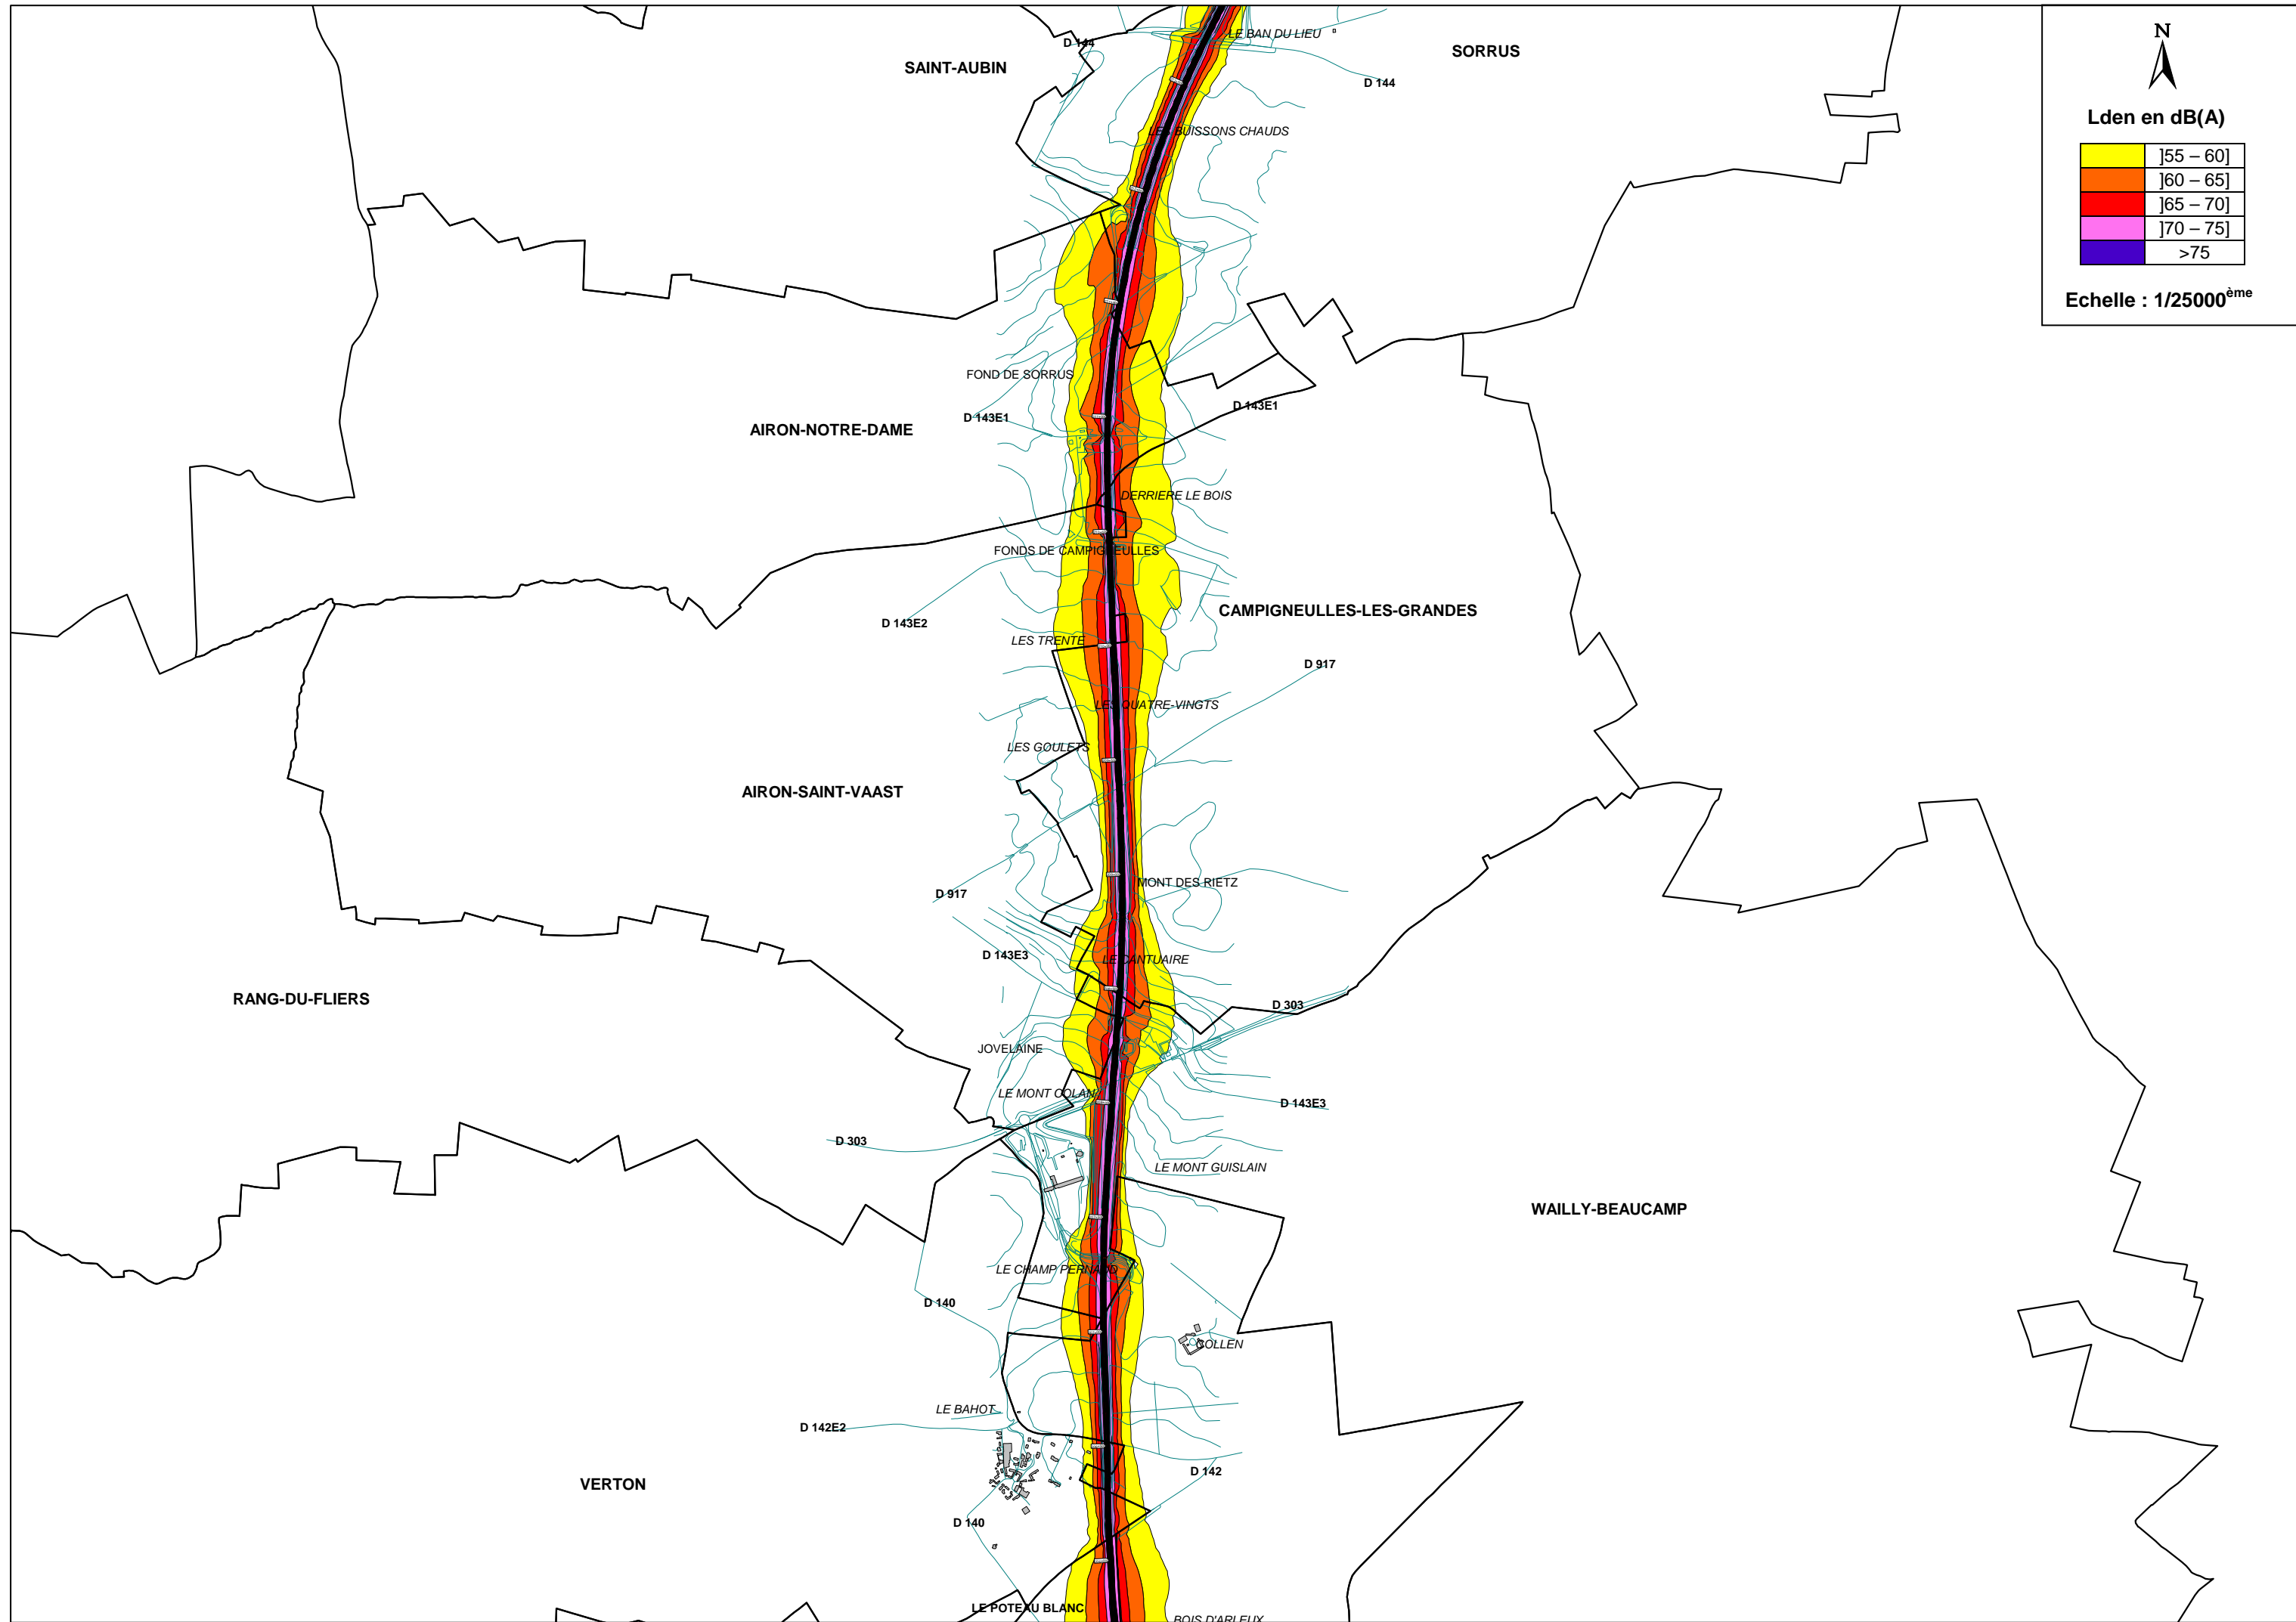 N
Lden en dB(A)
]55 – 60]
]60 – 65]
]65 – 70]
]70 – 75]
>75
Echelle : 1/25000ème
LE BAN DU LIEU
D 144
SORRUS
SAINT-AUBIN
D 144
LES BUISSONS CHAUDS
FOND DE SORRUS
D 143E1
D 143E1
AIRON-NOTRE-DAME
DERRIERE LE BOIS
FONDS DE CAMPIGNEULLES
CAMPIGNEULLES-LES-GRANDES
D 143E2
LES TRENTE
D 917
LES QUATRE-VINGTS
LES GOULETS
AIRON-SAINT-VAAST
MONT DES RIETZ
D 917
D 143E3
LE CANTUAIRE
RANG-DU-FLIERS
D 303
JOVELAINE
LE MONT COLAN
D 143E3
D 303
LE MONT GUISLAIN
WAILLY-BEAUCAMP
LE CHAMP PERNAUD
D 140
COLLEN
LE BAHOT
D 142E2
D 142
VERTON
D 140
LE POTEAU BLANC
BOIS D'ARLEUX